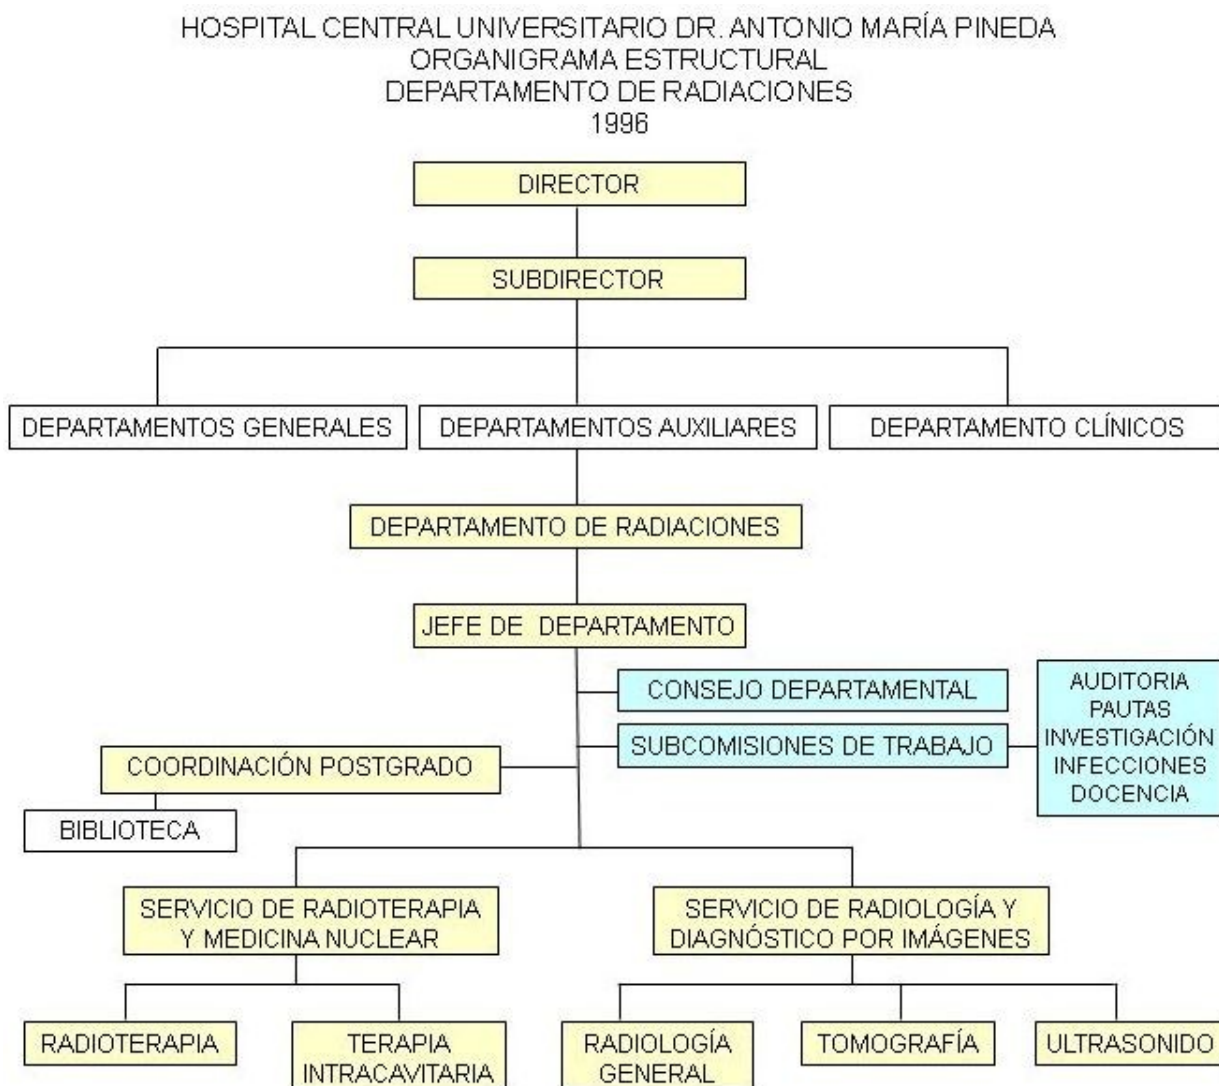 HOSPITAL CENTRAL UNIVERSITARIO DR. ANTONIO MARÍA PINEDA
ORGANIGRAMA ESTRUCTURAL
DEPARTAMENTO DE RADIACIONES
1996
DIRECTOR
SUBDIRECTOR
DEPARTAMENTOS GENERALES
DEPARTAMENTOS AUXILIARES
DEPARTAMENTO CLÍNICOS
DEPARTAMENTO DE RADIACIONES
JEFE DE DEPARTAMENTO
CONSEJO DEPARTAMENTAL
SUBCOMISIONES DE TRABAJO
AUDITORIA
PAUTAS
INVESTIGACIÓN
INFECCIONES
DOCENCIA
COORDINACIÓN POSTGRADO
BIBLIOTECA
SERVICIO DE RADIOTERAPIA
Y MEDICINA NUCLEAR
SERVICIO DE RADIOLOGÍA Y
DIAGNÓSTICO POR IMÁGENES
RADIOTERAPIA
TERAPIA
INTRACAVITARIA
RADIOLOGÍA
GENERAL
TOMOGRAFÍA
ULTRASONIDO